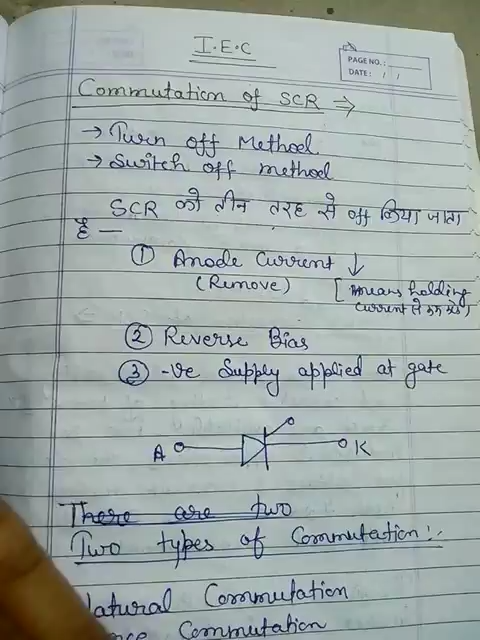 I.E.C
PAGE NO.:
DATE: / /
Commutation of SCR ⇒
→ Turn off Method
→ Switch off method
SCR को तीन तरह से off किया जाता
है —
① Anode Current ↓
(Remove) [means holding
current से कम हो)
② Reverse Bias
③ -ve Supply applied at gate
A K
There are two
Two types of Commutation:-
Natural Commutation
Commutation